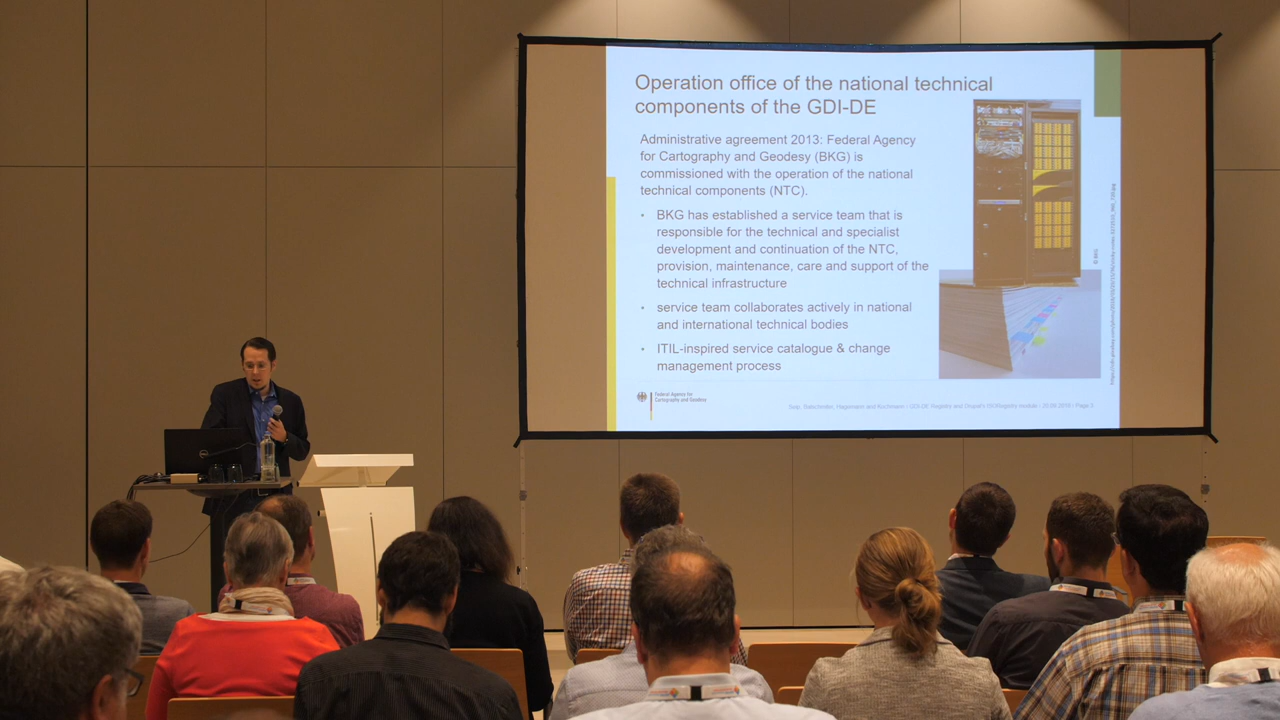 Operation office of the national technical
components of the GDI-DE
Administrative agreement 2013: Federal Agency
for Cartography and Geodesy (BKG) is
commissioned with the operation of the national
technical components (NTC).
• BKG has established a service team that is
responsible for the technical and specialist
development and continuation of the NTC,
provision, maintenance, care and support of the
technical infrastructure
• service team collaborates actively in national
and international technical bodies
• ITIL-inspired service catalogue & change
management process
© BKG
Federal Agency for
Cartography and Geodesy